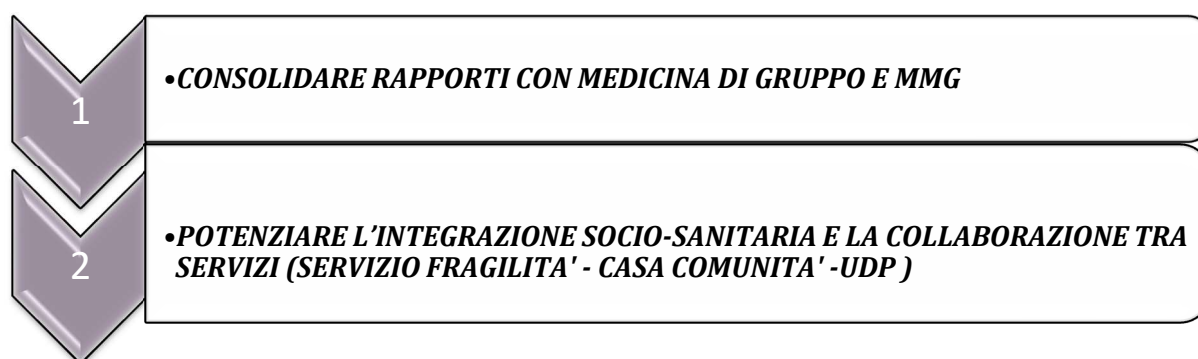 1
•CONSOLIDARE RAPPORTI CON MEDICINA DI GRUPPO E MMG
2
•POTENZIARE L’INTEGRAZIONE SOCIO-SANITARIA E LA COLLABORAZIONE TRA
SERVIZI (SERVIZIO FRAGILITA' - CASA COMUNITA' -UDP )